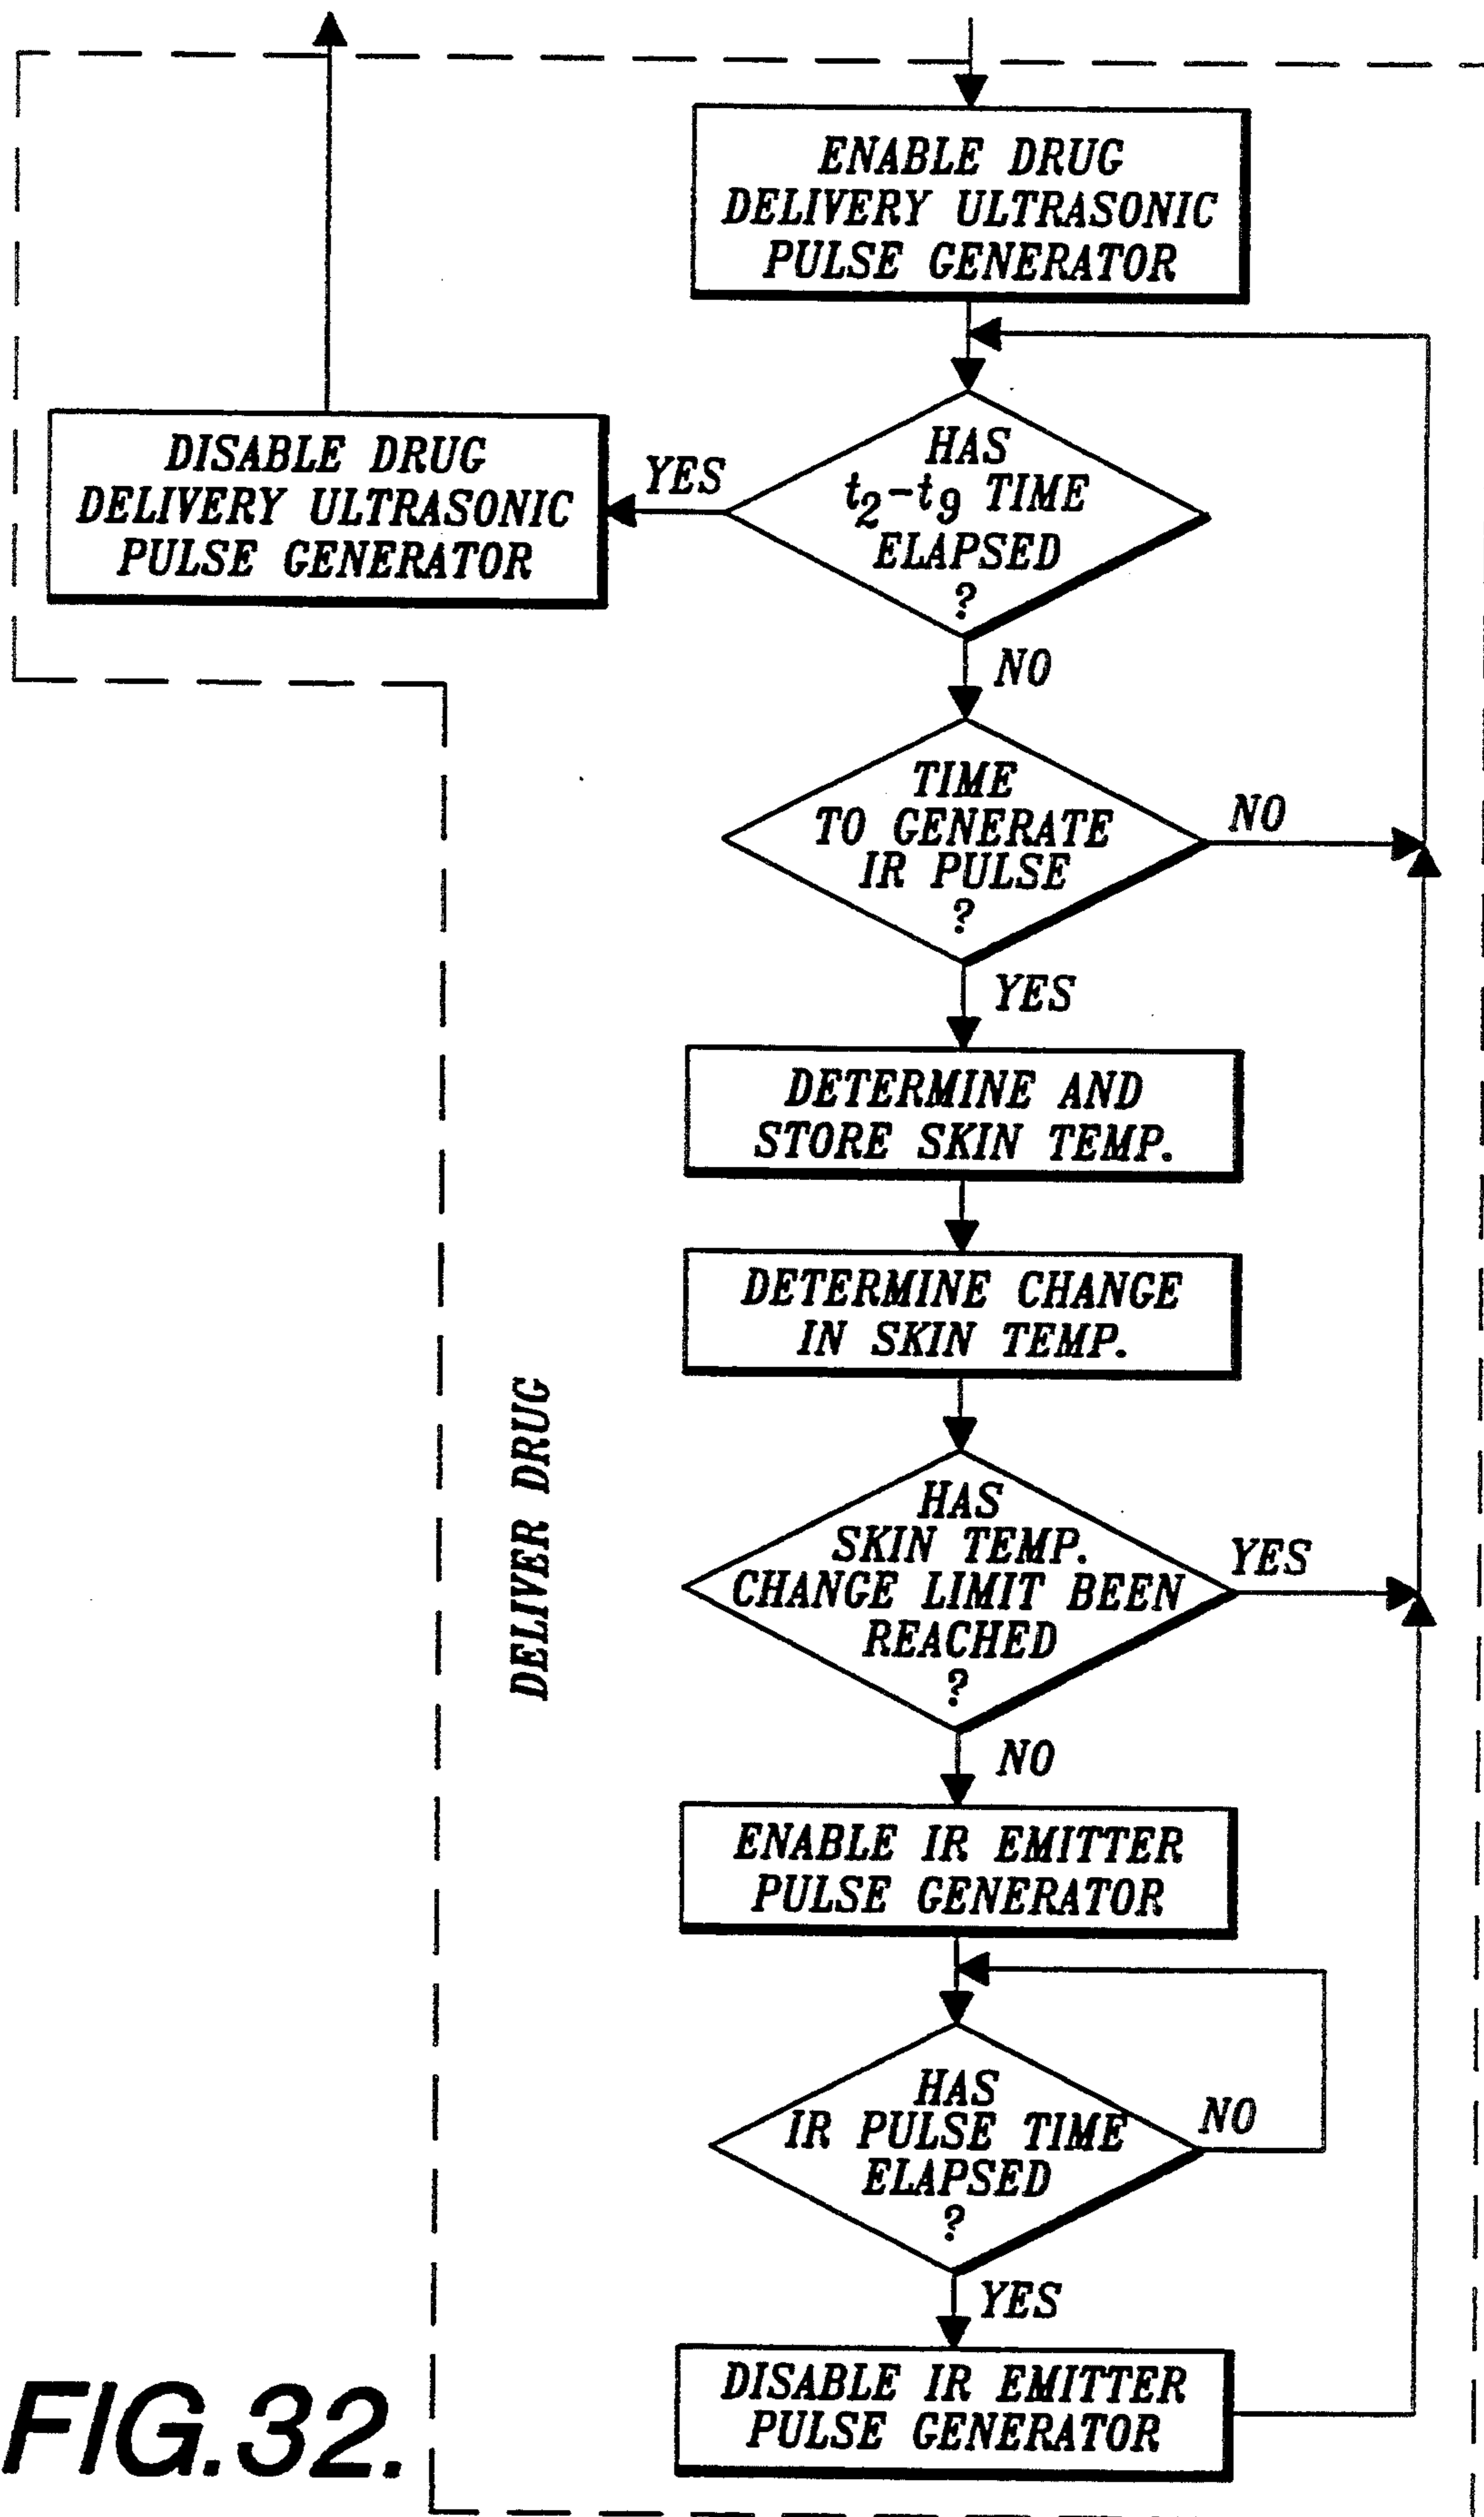 ENABLE DRUG
DELIVERY ULTRASONIC
PULSE GENERATOR
DISABLE DRUG
DELIVERY ULTRASONIC
PULSE GENERATOR
YES
HAS
t₂-t₉ TIME
ELAPSED
?
NO
TIME
TO GENERATE
IR PULSE
?
NO
YES
DETERMINE AND
STORE SKIN TEMP.
DETERMINE CHANGE
IN SKIN TEMP.
DELIVER DRUG
HAS
SKIN TEMP.
CHANGE LIMIT BEEN
REACHED
?
YES
NO
ENABLE IR EMITTER
PULSE GENERATOR
HAS
IR PULSE TIME
ELAPSED
?
NO
YES
DISABLE IR EMITTER
PULSE GENERATOR
FIG.32.